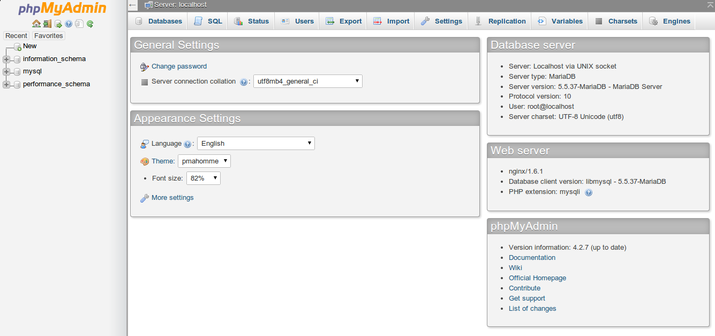 phpMyAdmin
Recent Favorites
New
information_schema
mysql
performance_schema
Server: localhost
Databases SQL Status Users Export Import Settings Replication Variables Charsets Engines
General Settings
Change password
Server connection collation : utf8mb4_general_ci
Appearance Settings
Language : English
Theme: pmahomme
Font size: 82%
More settings
Database server
Server: Localhost via UNIX socket
Server type: MariaDB
Server version: 5.5.37-MariaDB - MariaDB Server
Protocol version: 10
User: root@localhost
Server charset: UTF-8 Unicode (utf8)
Web server
nginx/1.6.1
Database client version: libmysql - 5.5.37-MariaDB
PHP extension: mysqli
phpMyAdmin
Version information: 4.2.7 (up to date)
Documentation
Wiki
Official Homepage
Contribute
Get support
List of changes